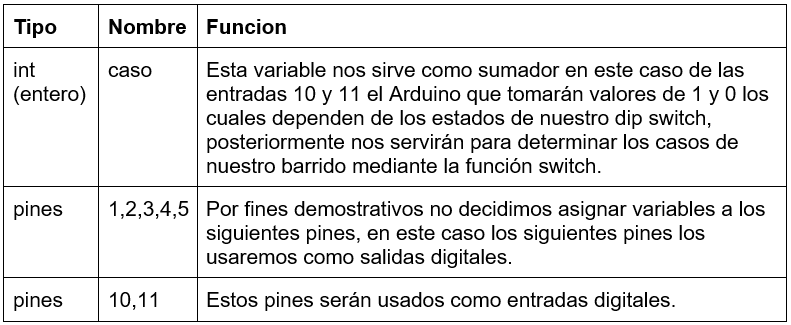 Tipo Nombre Funcion
int (entero) caso Esta variable nos sirve como sumador en este caso de las
entradas 10 y 11 el Arduino que tomarán valores de 1 y 0 los
cuales dependen de los estados de nuestro dip switch,
posteriormente nos servirán para determinar los casos de
nuestro barrido mediante la función switch.
pines 1,2,3,4,5 Por fines demostrativos no decidimos asignar variables a los
siguientes pines, en este caso los siguientes pines los
usaremos como salidas digitales.
pines 10,11 Estos pines serán usados como entradas digitales.